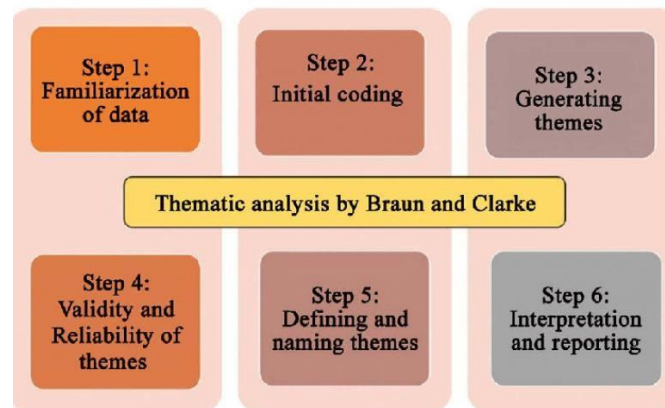 Step 1:
Familiarization
of data
Step 2:
Initial coding
Step 3:
Generating
themes
Thematic analysis by Braun and Clarke
Step 4:
Validity and
Reliability of
themes
Step 5:
Defining and
naming themes
Step 6:
Interpretation
and reporting